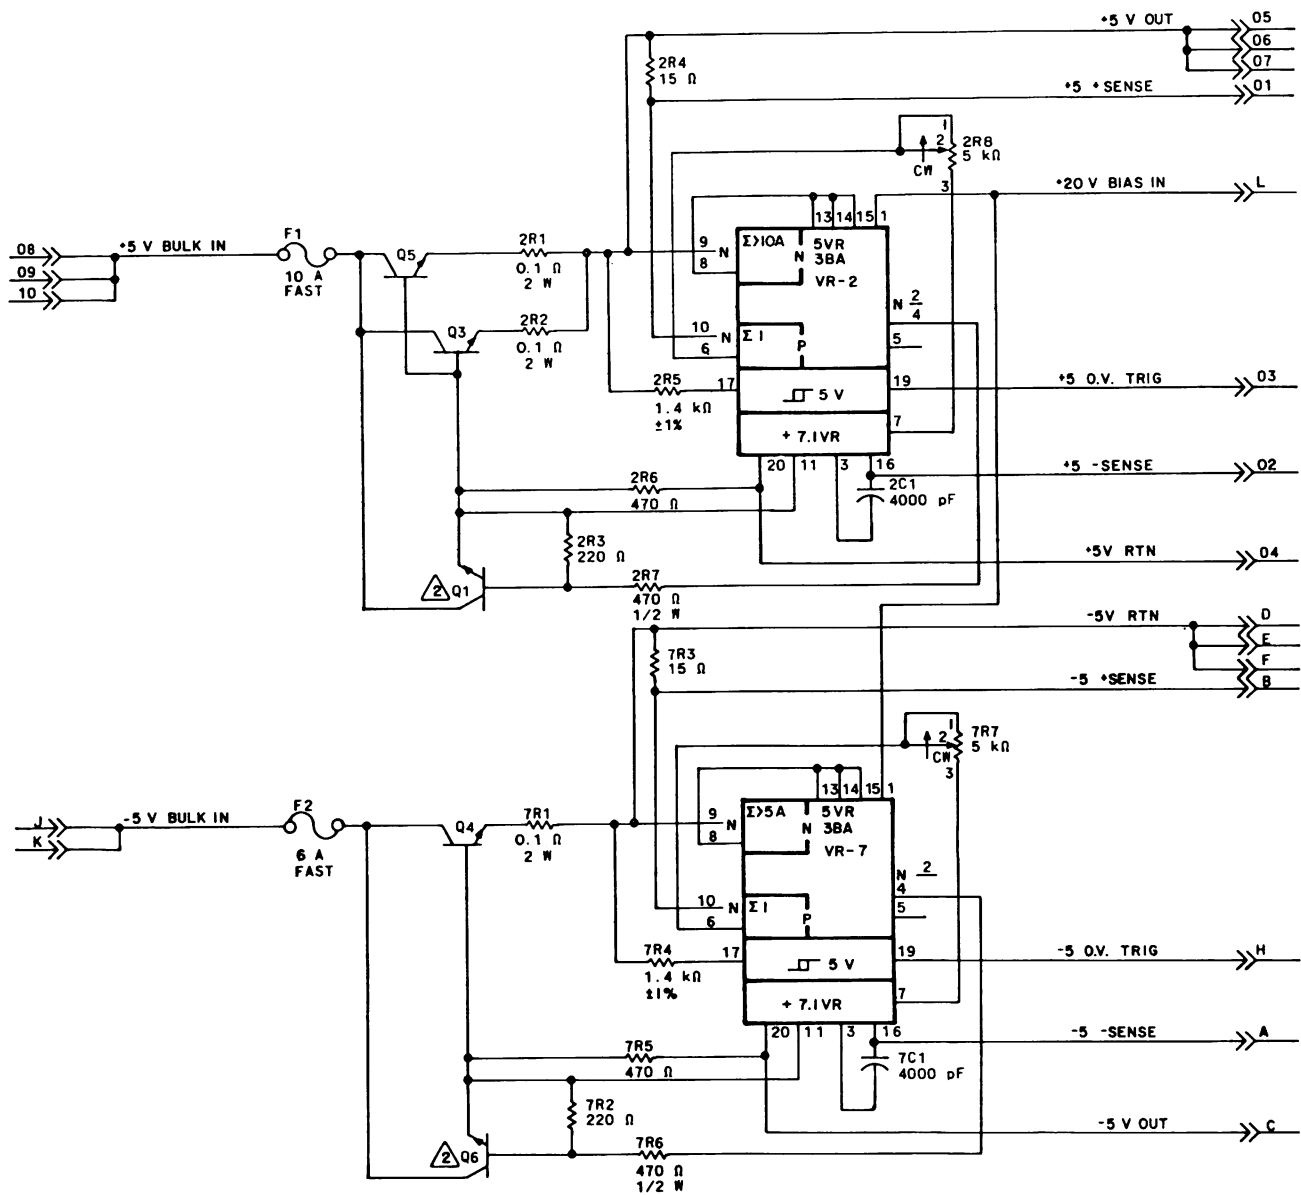 +5 V OUT
05
06
07
2R4
15 Ω
+5 +SENSE
01
1
2
2R8
5 kΩ
CW
3
+20 V BIAS IN
L
13 14 15 1
08
09
10
+5 V BULK IN
F1
10 A
FAST
Q5
2R1
0.1 Ω
2 W
9 N
8
Σ>10A
N
5VR
3BA
VR-2
N 2
4
Q3
2R2
0.1 Ω
2 W
10 N
6
Σ I
P
5
2R5
1.4 kΩ
±1%
17
5 V
19
+5 O.V. TRIG
03
+ 7.1VR
7
20 11 3 16
+5 -SENSE
02
2R6
470 Ω
2C1
4000 pF
2R3
220 Ω
+5V RTN
04
2
Q1
2R7
470 Ω
1/2 W
-5V RTN
D
E
F
7R3
15 Ω
-5 +SENSE
B
1
2
7R7
5 kΩ
CW
3
13 14 15 1
J
K
-5 V BULK IN
F2
6 A
FAST
Q4
7R1
0.1 Ω
2 W
9 N
8
Σ>5A
N
5VR
3BA
VR-7
N 2
4
10 N
6
Σ I
P
5
7R4
1.4 kΩ
±1%
17
5 V
19
-5 O.V. TRIG
H
+ 7.1VR
7
20 11 3 16
-5 -SENSE
A
7R5
470 Ω
7C1
4000 pF
7R2
220 Ω
-5 V OUT
C
2
Q6
7R6
470 Ω
1/2 W